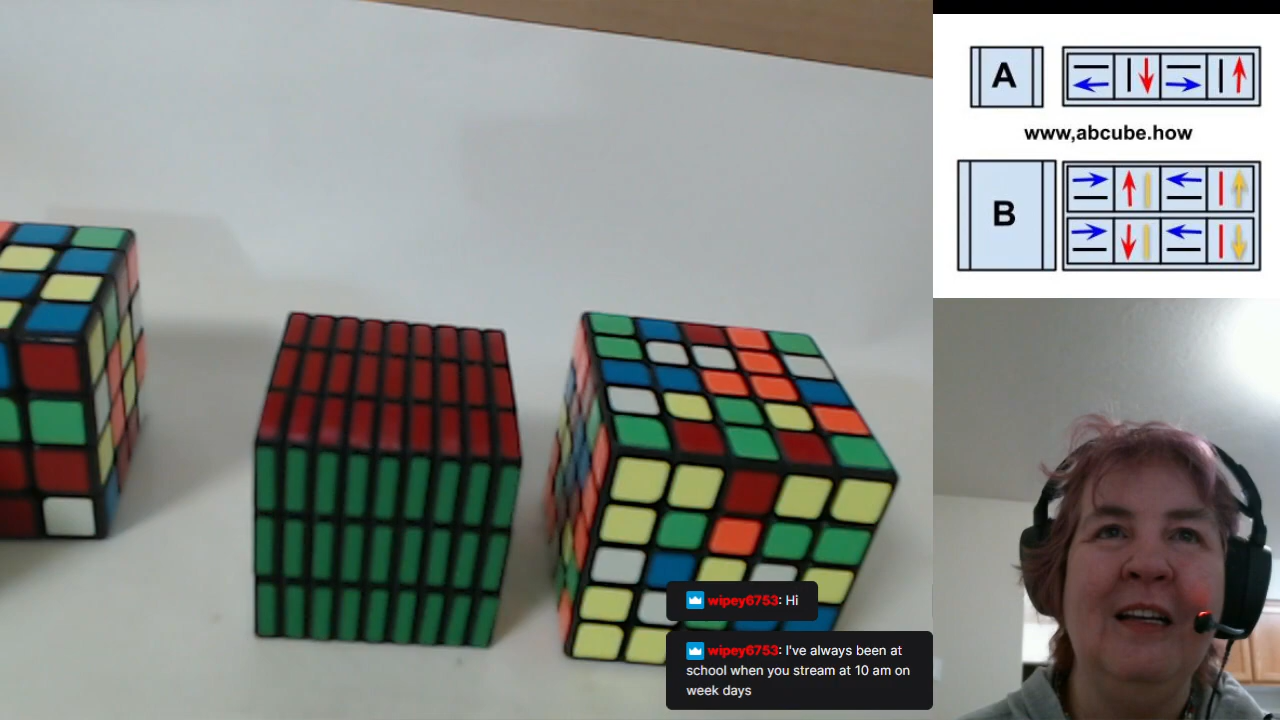 A
www,abcube.how
B
wipey6753: Hi
wipey6753: I've always been at
school when you stream at 10 am on
week days